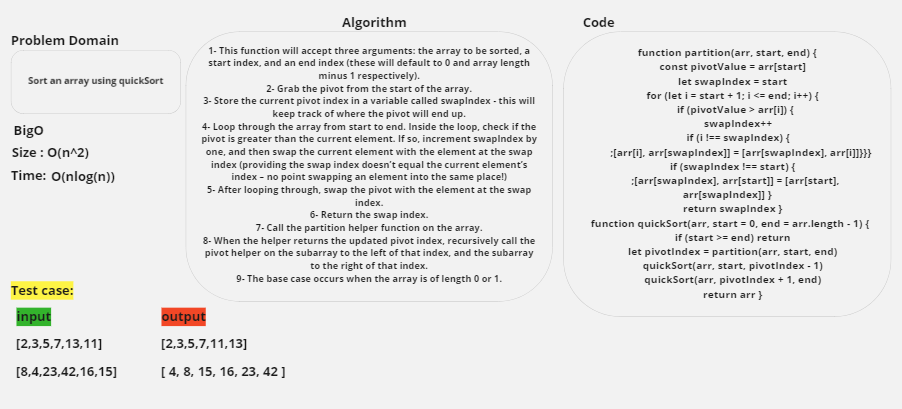 Problem Domain
Sort an array using quickSort
BigO
Size : O(n^2)
Time: O(nlog(n))
Algorithm
1- This function will accept three arguments: the array to be sorted, a
start index, and an end index (these will default to 0 and array length
minus 1 respectively).
2- Grab the pivot from the start of the array.
3- Store the current pivot index in a variable called swapIndex - this will
keep track of where the pivot will end up.
4- Loop through the array from start to end. Inside the loop, check if the
pivot is greater than the current element. If so, increment swapIndex by
one, and then swap the current element with the element at the swap
index (providing the swap index doesn't equal the current element's
index – no point swapping an element into the same place!)
5- After looping through, swap the pivot with the element at the swap
index.
6- Return the swap index.
7- Call the partition helper function on the array.
8- When the helper returns the updated pivot index, recursively call the
pivot helper on the subarray to the left of that index, and the subarray
to the right of that index.
9- The base case occurs when the array is of length 0 or 1.
Code
function partition(arr, start, end) {
const pivotValue = arr[start]
let swapIndex = start
for (let i = start + 1; i <= end; i++) {
if (pivotValue > arr[i]) {
swapIndex++
if (i !== swapIndex) {
;[arr[i], arr[swapIndex]] = [arr[swapIndex], arr[i]]}}}
if (swapIndex !== start) {
;[arr[swapIndex], arr[start]] = [arr[start],
arr[swapIndex]] }
return swapIndex }
function quickSort(arr, start = 0, end = arr.length - 1) {
if (start >= end) return
let pivotIndex = partition(arr, start, end)
quickSort(arr, start, pivotIndex - 1)
quickSort(arr, pivotIndex + 1, end)
return arr }
Test case:
input output
[2,3,5,7,13,11] [2,3,5,7,11,13]
[8,4,23,42,16,15] [ 4, 8, 15, 16, 23, 42 ]